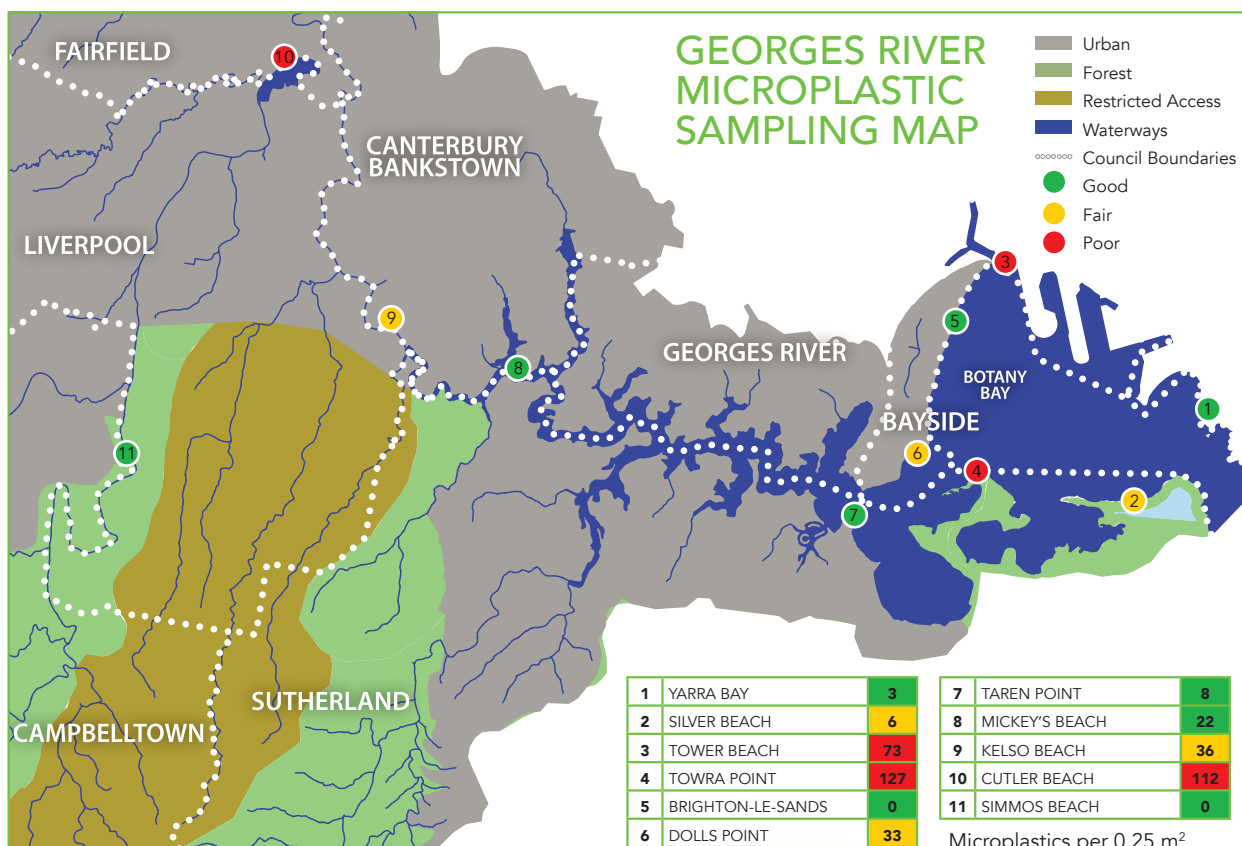 GEORGES RIVER
MICROPLASTIC
SAMPLING MAP
Urban
Forest
Restricted Access
Waterways
Council Boundaries
Good
Fair
Poor
FAIRFIELD
10
CANTERBURY
BANKSTOWN
LIVERPOOL
3
9
5
GEORGES RIVER
8
BOTANY
BAY
1
BAYSIDE
11
6
4
2
7
SUTHERLAND
CAMPBELLTOWN
1 YARRA BAY 3
2 SILVER BEACH 6
3 TOWER BEACH 73
4 TOWRA POINT 127
5 BRIGHTON-LE-SANDS 0
6 DOLLS POINT 33
7 TAREN POINT 8
8 MICKEY'S BEACH 22
9 KELSO BEACH 36
10 CUTLER BEACH 112
11 SIMMOS BEACH 0
Microplastics per 0.25 m²